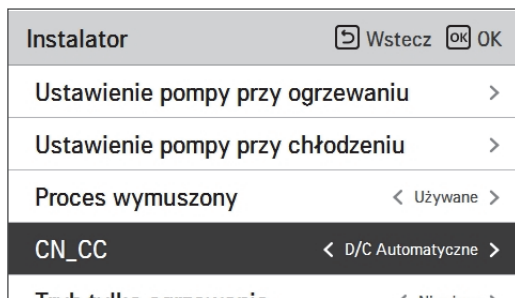 Instalator Wstecz OK OK
Ustawienie pompy przy ogrzewaniu >
Ustawienie pompy przy chłodzeniu >
Proces wymuszony < Używane >
CN_CC < D/C Automatyczne >